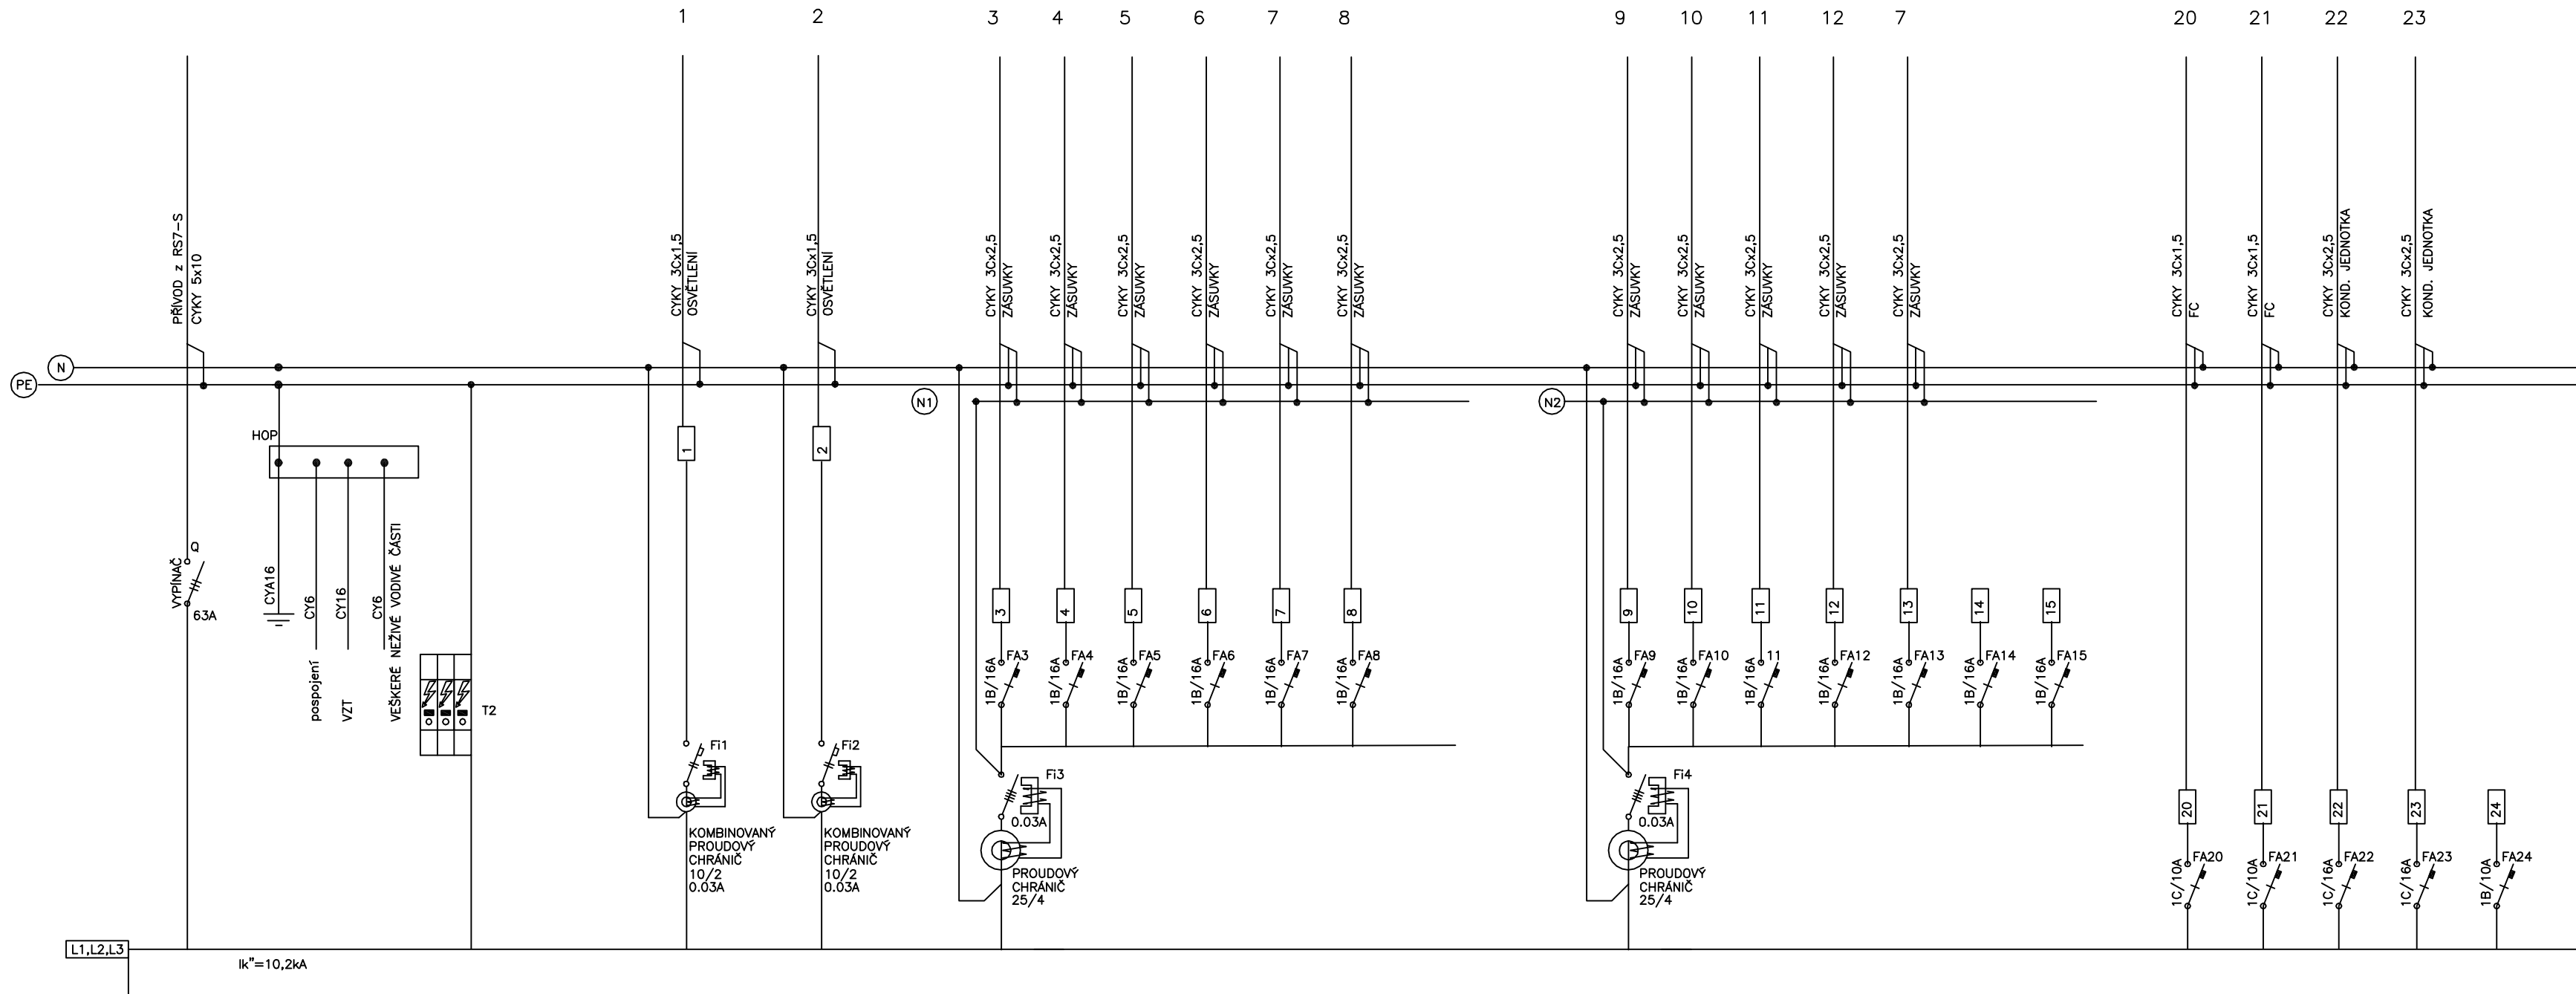 1
2
3
4
5
6
7
8
9
10
11
12
7
20
21
22
23
PŘÍVOD z RS7-S
CYKY 5x10
CYKY 3Cx1,5
OSVĚTLENÍ
CYKY 3Cx1,5
OSVĚTLENÍ
CYKY 3Cx2,5
ZÁSUVKY
CYKY 3Cx2,5
ZÁSUVKY
CYKY 3Cx2,5
ZÁSUVKY
CYKY 3Cx2,5
ZÁSUVKY
CYKY 3Cx2,5
ZÁSUVKY
CYKY 3Cx2,5
ZÁSUVKY
CYKY 3Cx2,5
ZÁSUVKY
CYKY 3Cx2,5
ZÁSUVKY
CYKY 3Cx2,5
ZÁSUVKY
CYKY 3Cx2,5
ZÁSUVKY
CYKY 3Cx2,5
ZÁSUVKY
CYKY 3Cx1,5
FC
CYKY 3Cx1,5
FC
CYKY 3Cx2,5
KOND. JEDNOTKA
CYKY 3Cx2,5
KOND. JEDNOTKA
N
PE
N1
N2
HOP
1
2
VYPÍNAČ
Q
63A
CYA16
CY6
pospojení
CY16
VZT
CY6
VEŠKERÉ NEŽIVÉ VODIVÉ ČÁSTI
T2
3
4
5
6
7
8
9
10
11
12
13
14
15
1B/16A
FA3
1B/16A
FA4
1B/16A
FA5
1B/16A
FA6
1B/16A
FA7
1B/16A
FA8
1B/16A
FA9
1B/16A
FA10
1B/16A
11
1B/16A
FA12
1B/16A
FA13
1B/16A
FA14
1B/16A
FA15
Fi1
KOMBINOVANÝ
PROUDOVÝ
CHRÁNIČ
10/2
0.03A
Fi2
KOMBINOVANÝ
PROUDOVÝ
CHRÁNIČ
10/2
0.03A
Fi3
0.03A
PROUDOVÝ
CHRÁNIČ
25/4
Fi4
0.03A
PROUDOVÝ
CHRÁNIČ
25/4
20
21
22
23
24
1C/10A
FA20
1C/10A
FA21
1C/16A
FA22
1C/16A
FA23
1B/10A
FA24
L1,L2,L3
Ik"=10,2kA